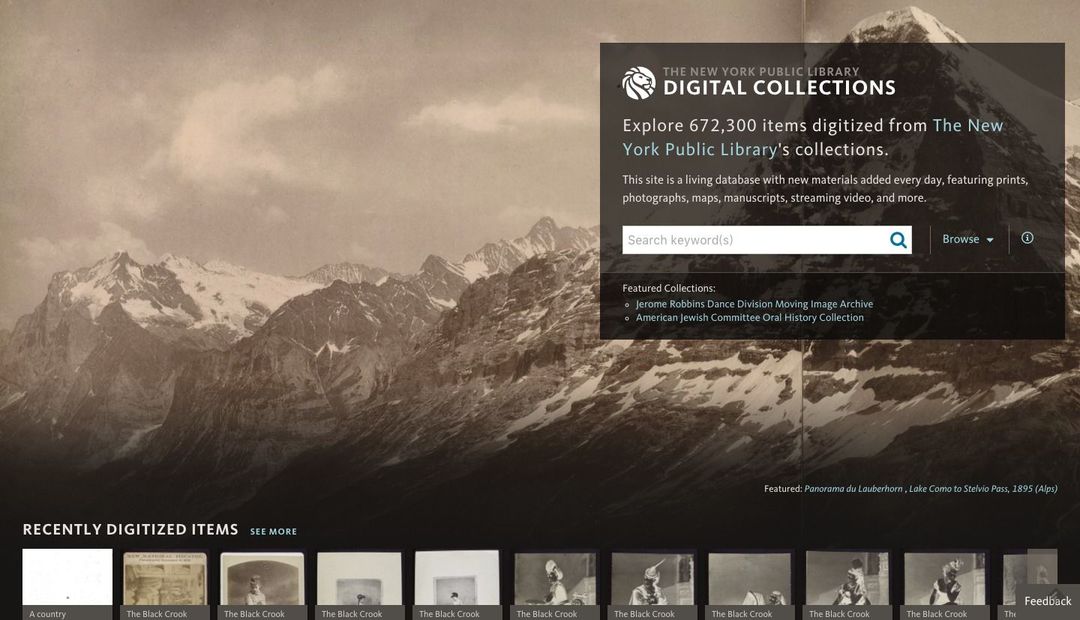 THE NEW YORK PUBLIC LIBRARY
DIGITAL COLLECTIONS
Explore 672,300 items digitized from The New
York Public Library's collections.
This site is a living database with new materials added every day, featuring prints,
photographs, maps, manuscripts, streaming video, and more.
Search keyword(s)
Browse
Featured Collections:
Jerome Robbins Dance Division Moving Image Archive
American Jewish Committee Oral History Collection
Featured: Panorama du Lauberhorn , Lake Como to Stelvio Pass, 1895 (Alps)
RECENTLY DIGITIZED ITEMS SEE MORE
A country
The Black Crook
The Black Crook
The Black Crook
The Black Crook
The Black Crook
The Black Crook
The Black Crook
The Black Crook
The Black Crook
Feedback